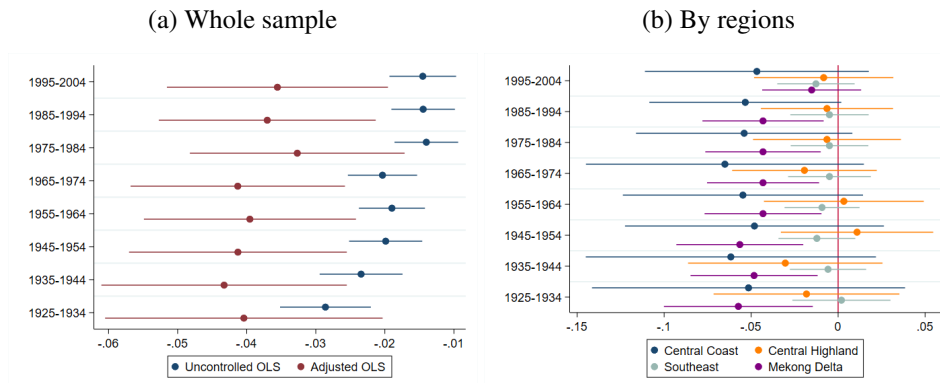 (a) Whole sample
1995-2004
1985-1994
1975-1984
1965-1974
1955-1964
1945-1954
1935-1944
1925-1934
-.06 -.05 -.04 -.03 -.02 -.01
Uncontrolled OLS Adjusted OLS
(b) By regions
1995-2004
1985-1994
1975-1984
1965-1974
1955-1964
1945-1954
1935-1944
1925-1934
-.15 -.1 -.05 0 .05
Central Coast Central Highland
Southeast Mekong Delta